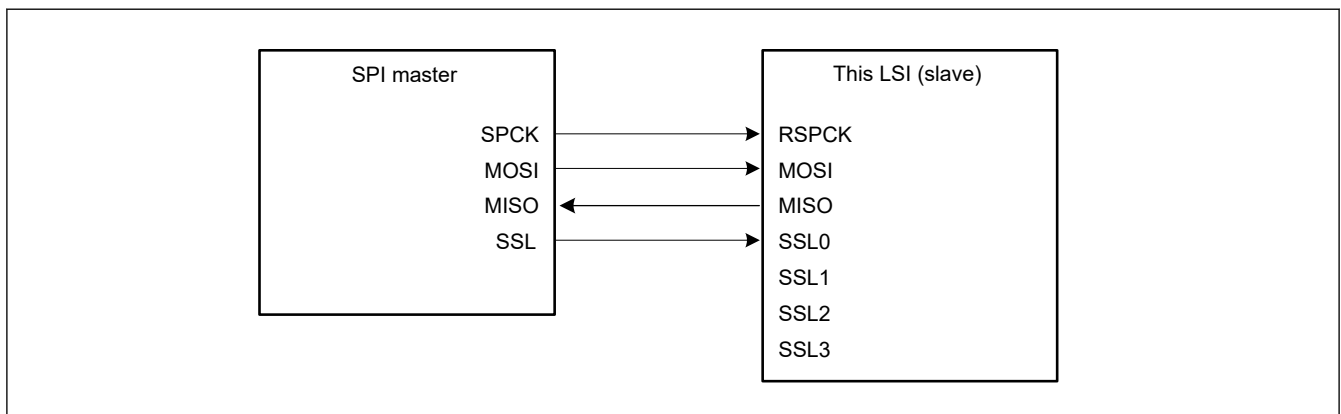 SPI master
SPCK
MOSI
MISO
SSL
This LSI (slave)
RSPCK
MOSI
MISO
SSL0
SSL1
SSL2
SSL3